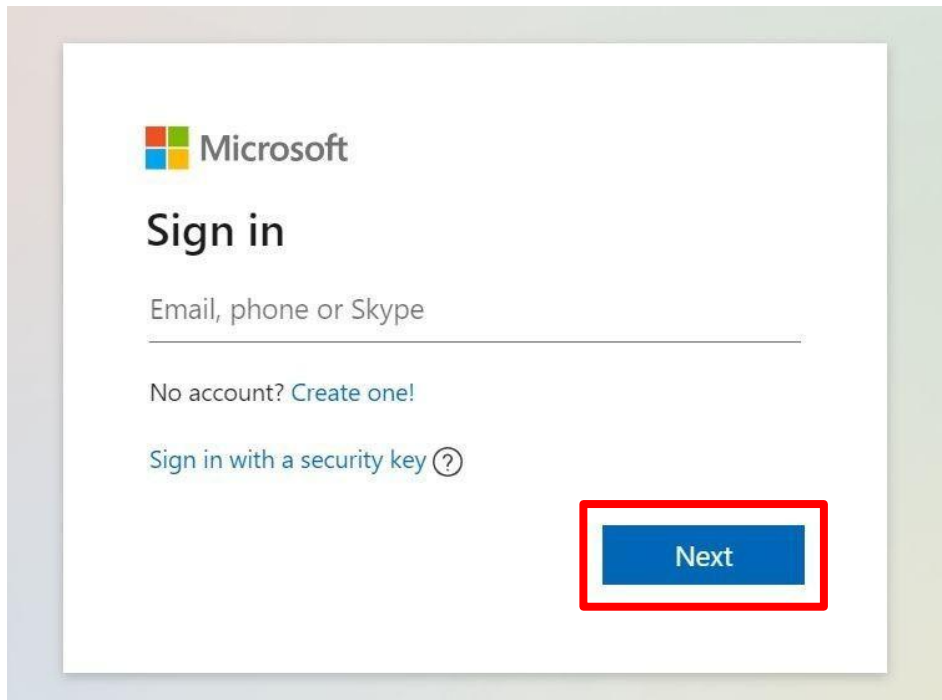 Microsoft
Sign in
Email, phone or Skype
No account? Create one!
Sign in with a security key ?
Next